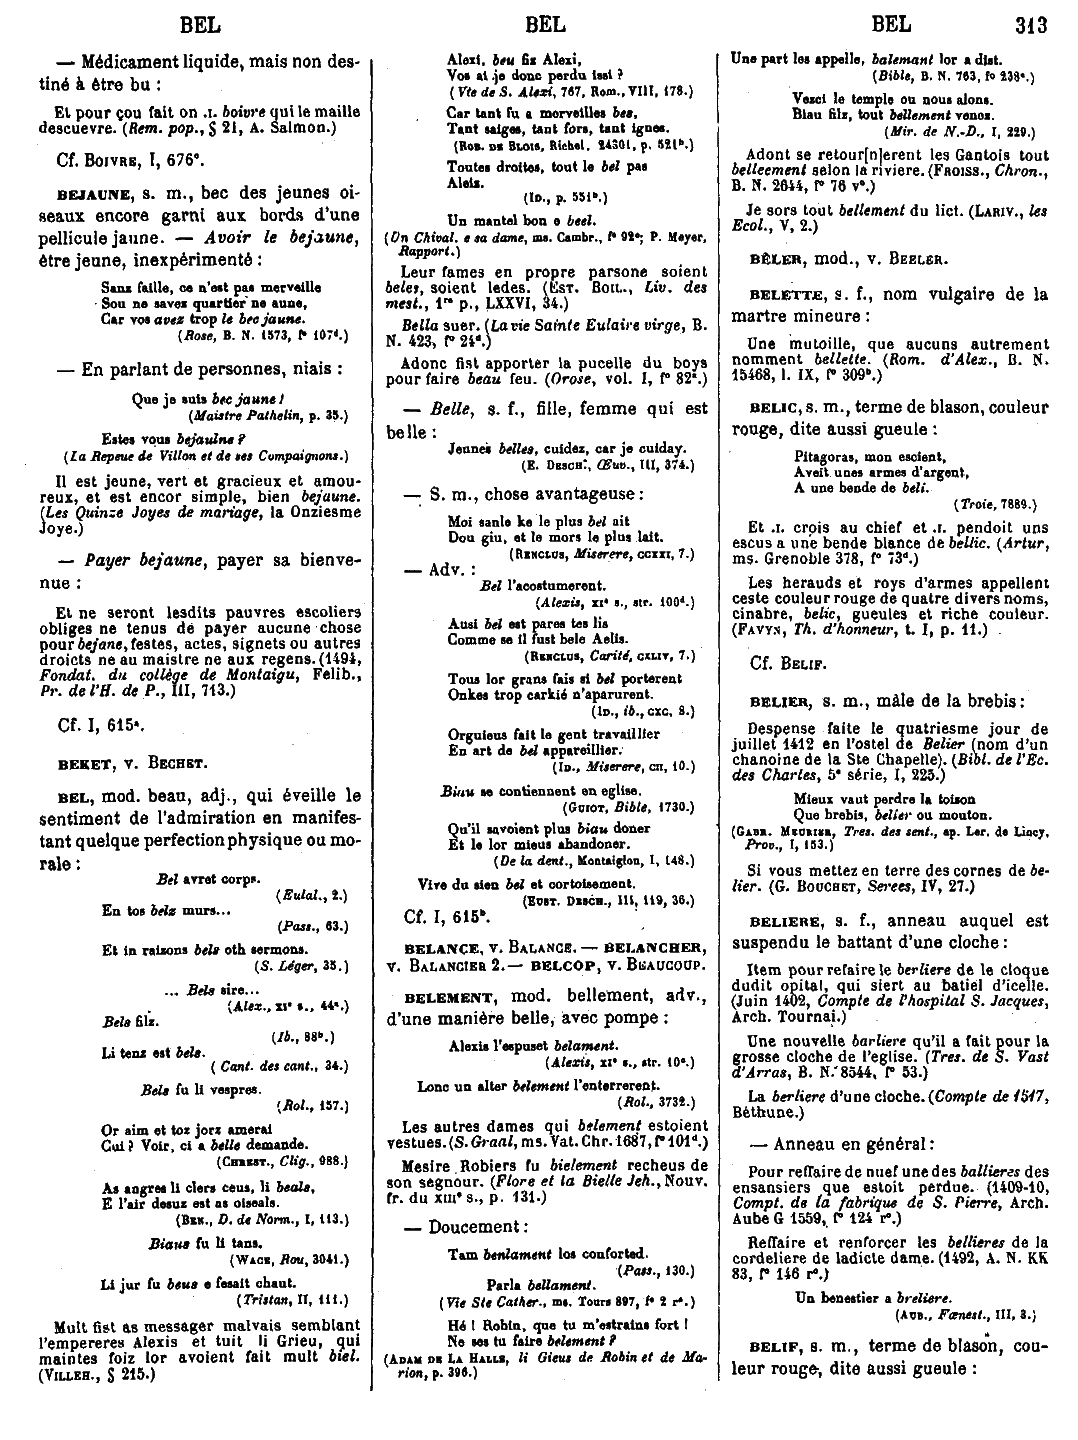 BEL
BEL
BEL
313
— Médicament liquide, mais non des-
tiné à être bu :
Et pour çou fait on .I. boivre qui le maille
descuevre. (Rem. pop., § 21, A. Salmon.)
Cf. BOIVRE, I, 676ᵃ.
BEJAUNE, s. m., bec des jeunes oi-
seaux encore garni aux bords d'une
pellicule jaune. — Avoir le bejaune,
être jeune, inexpérimenté :
Sanz faille, ce n'est pas merveille
Sou ne savez quartier ne aune,
Car vos avez trop le bec jaune.
(Rose, B. N. 1573, fº 107ᵈ.)
— En parlant de personnes, niais :
Que je suis bec jaune !
(Maistre Pathelin, p. 35.)
Estes vous bejaulne ?
(La Repeue de Villon et de ses Compaignons.)
Il est jeune, vert et gracieux et amou-
reux, et est encor simple, bien bejaune.
(Les Quinze Joyes de mariage, la Onziesme
Joye.)
— Payer bejaune, payer sa bienve-
nue :
Et ne seront lesdits pauvres escoliers
obliges ne tenus de payer aucune chose
pour bejane, festes, actes, signets ou autres
droicts ne au maistre ne aux regens. (1494,
Fondat. du collège de Montaigu, Felib.,
Pr. de l'H. de P., III, 713.)
Cf. I, 615ᵃ.
BEKET, v. BECHET.
BEL, mod. beau, adj., qui éveille le
sentiment de l'admiration en manifes-
tant quelque perfection physique ou mo-
rale :
Bel avret corps.
(Eulal., 2.)
En tos bels murs...
(Pass., 63.)
Et in raisons bels oth sermons.
(S. Léger, 35.)
... Bels sire...
(Alex., XIᵉ s., 44ᵃ.)
Bels filz.
(Ib., 88ᵇ.)
Li tens est bels.
(Cant. des cant., 34.)
Bels fu li vespres.
(Rol., 157.)
Or aim et toz jorz amerai
Cui ? Voir, ci a belle demande.
(CHREST., Clig., 988.)
As angres li clers ceus, li beals,
E l'air desuz est as oiseals.
(BEN., D. de Norm., I, 113.)
Biaus fu li tans.
(WACE, Rou, 3041.)
Li jur fu beus e fesait chaut.
(Tristan, II, 111.)
Mult fist as messager malvais semblant
l'empereres Alexis et tuit li Grieu, qui
maintes foiz lor avoient fait mult biel.
(VILLEH., § 215.)
Alexi, beu fiz Alexi,
Vos ai je donc perdu issi ?
(Vie de S. Alexi, 767, Rom., VIII, 178.)
Car tant fu a morveilles bes,
Tant saiges, tant fors, tant ignes.
(ROB. DE BLOIS, Richel. 24301, p. 521ᵇ.)
Toutes droites, tout le bel pas
Aleis.
(ID., p. 551ᵇ.)
Un mantel bon e beel.
(Un Chival. e sa dame, ms. Cambr., fº 92ᵃ; P. Meyer,
Rapport.)
Leur fames en propre parsone soient
beles, soient ledes. (EST. BOIL., Liv. des
mest., 1ʳᵉ p., LXXVI, 34.)
Bella suer. (La vie Sainte Eulaire virge, B.
N. 423, fº 24ᵈ.)
Adonc fist apporter la pucelle du boys
pour faire beau feu. (Orose, vol. I, fº 82ᵃ.)
— Belle, s. f., fille, femme qui est
belle :
Jeunes belles, cuidez, car je cuiday.
(E. DESCH., Œuv., III, 374.)
— S. m., chose avantageuse :
Moi sanle ke le plus bel ait
Dou giu, et le mors le plus lait.
(RENCLUS, Miserere, CCXXI, 7.)
— Adv. :
Bel l'acostumerent.
(Alexis, XIᵉ s., str. 100ᵈ.)
Ausi bel est pares tes lis
Comme se il fust bele Aelis.
(RENCLUS, Carité, CXLIV, 7.)
Tous lor grans fais si bel porterent
Onkes trop carkié n'aparurent.
(ID., ib., CXC, 8.)
Orguieus fait le gent travaillier
En art de bel appareillier.
(ID., Miserere, CII, 10.)
Biau se contiennent en eglise.
(GUIOT, Bible, 1730.)
Qu'il savoient plus biau doner
Et le lor mieus abandoner.
(De la dent., Montaiglon, I, 148.)
Vivre du sien bel et cortoisement.
(EUST. DESCH., III, 119, 36.)
Cf. I, 615ᵇ.
BELANCE, v. BALANCE. — BELANCHER,
v. BALANCIER 2. — BELCOP, v. BEAUCOUP.
BELEMENT, mod. bellement, adv.,
d'une manière belle, avec pompe :
Alexis l'espuset belament.
(Alexis, XIᵉ s., str. 10ᵉ.)
Lonc un alter belement l'enterrerent.
(Rol., 3732.)
Les autres dames qui belement estoient
vestues. (S. Graal, ms. Vat. Chr. 1687, fº 101ᵈ.)
Mesire Robiers fu bielement recheus de
son segnour. (Flore et la Bielle Jeh., Nouv.
fr. du XIIIᵉ s., p. 131.)
— Doucement :
Tam benlament los conforted.
(Pass., 130.)
Parla bellament.
(Vie Ste Cather., ms. Tours 897, fº 2 rº.)
Hé ! Robin, que tu m'estrains fort !
Ne ses tu faire belement ?
(ADAM DE LA HALLE, li Gieus de Robin et de Ma-
rion, p. 396.)
Une part les appelle, balemant lor a dist.
(Bible, B. N. 763, fº 238ᵃ.)
Vezci le temple ou nous alons.
Biau filz, tout bellement venez.
(Mir. de N.-D., I, 229.)
Adont se retour[n]erent les Gantois tout
belleement selon la riviere. (FROISS., Chron.,
B. N. 2644, fº 76 vº.)
Je sors tout bellement du lict. (LARIV., les
Ecol., V, 2.)
BÊLER, mod., v. BEELER.
BELETTE, s. f., nom vulgaire de la
martre mineure :
Une mutoille, que aucuns autrement
nomment bellette. (Rom. d'Alex., B. N.
15468, l. IX, fº 309ᵇ.)
BELIC, s. m., terme de blason, couleur
rouge, dite aussi gueule :
Pitagoras, mon escient,
Aveit unes armes d'argent,
A une bende de beli.
(Troie, 7889.)
Et .I. crois au chief et .I. pendoit uns
escus a une bende blance de bellic. (Artur,
ms. Grenoble 378, fº 73ᵈ.)
Les herauds et roys d'armes appellent
ceste couleur rouge de quatre divers noms,
cinabre, belic, gueules et riche couleur.
(FAVYN, Th. d'honneur, t. I, p. 11.)
Cf. BELIF.
BELIER, s. m., mâle de la brebis :
Despense faite le quatriesme jour de
juillet 1412 en l'ostel de Belier (nom d'un
chanoine de la Ste Chapelle). (Bibl. de l'Ec.
des Chartes, 5ᵉ série, I, 225.)
Mieux vaut perdre la toison
Que brebis, belier ou mouton.
(GABR. MEURIER, Tres. des sent., ap. Ler. de Lincy,
Prov., I, 153.)
Si vous mettez en terre des cornes de be-
lier. (G. BOUCHET, Serees, IV, 27.)
BELIERE, s. f., anneau auquel est
suspendu le battant d'une cloche :
Item pour refaire le berliere de le cloque
dudit opital, qui siert au batiel d'icelle.
(Juin 1402, Compte de l'hospital S. Jacques,
Arch. Tournai.)
Une nouvelle barliere qu'il a fait pour la
grosse cloche de l'eglise. (Tres. de S. Vast
d'Arras, B. N. 8544, fº 53.)
La berliere d'une cloche. (Compte de 1517,
Béthune.)
— Anneau en général :
Pour reffaire de nuef une des ballieres des
ensansiers que estoit perdue. (1409-10,
Compt. de la fabrique de S. Pierre, Arch.
Aube G 1559, fº 124 rº.)
Reffaire et renforcer les bellieres de la
cordeliere de ladicte dame. (1492, A. N. KK
83, fº 146 rº.)
Un benestier a breliere.
(AUB., Fœnest., III, 3.)
BELIF, s. m., terme de blason, cou-
leur rouge, dite aussi gueule :